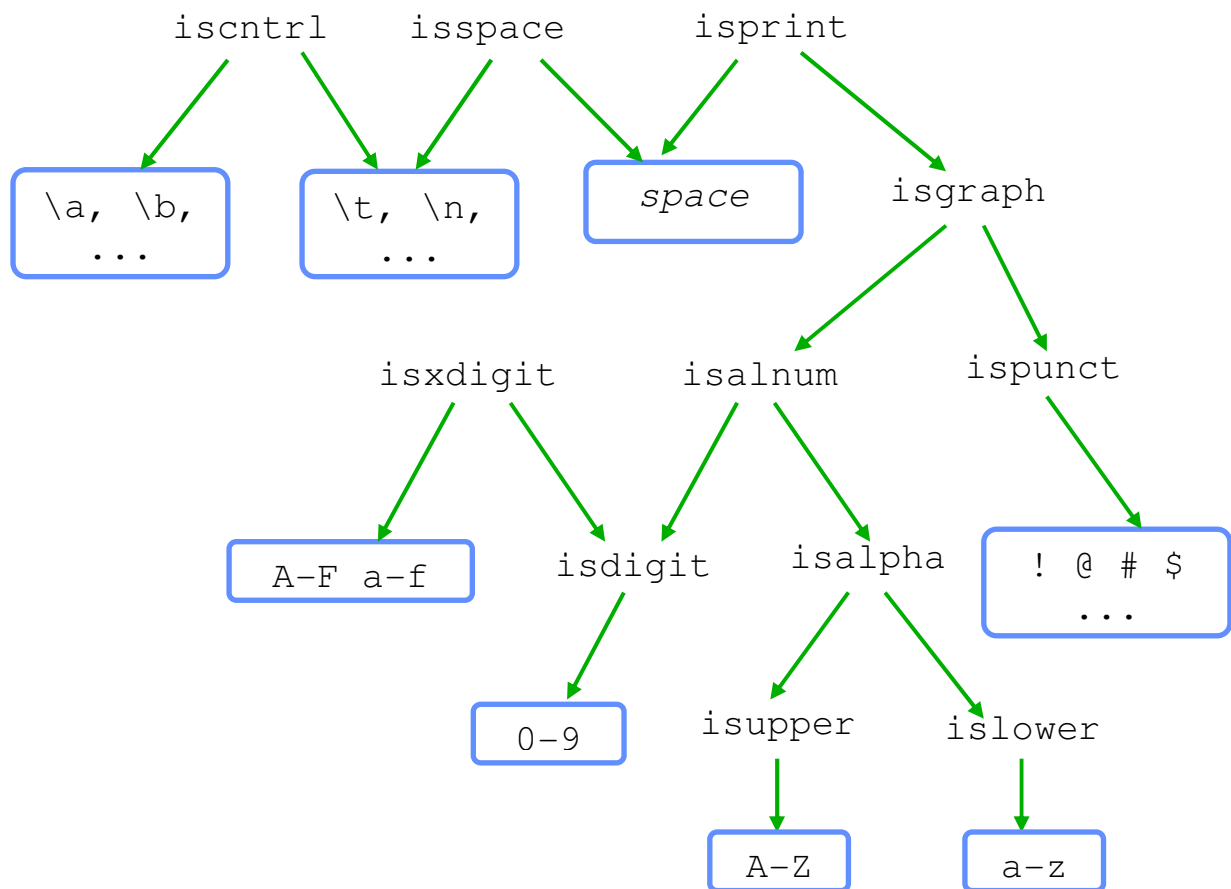 iscntrl isspace isprint
\a, \b,
...
\t, \n,
...
space
isgraph
isxdigit isalnum ispunct
A-F a-f
isdigit isalpha
! @ # $
...
0-9
isupper islower
A-Z a-z